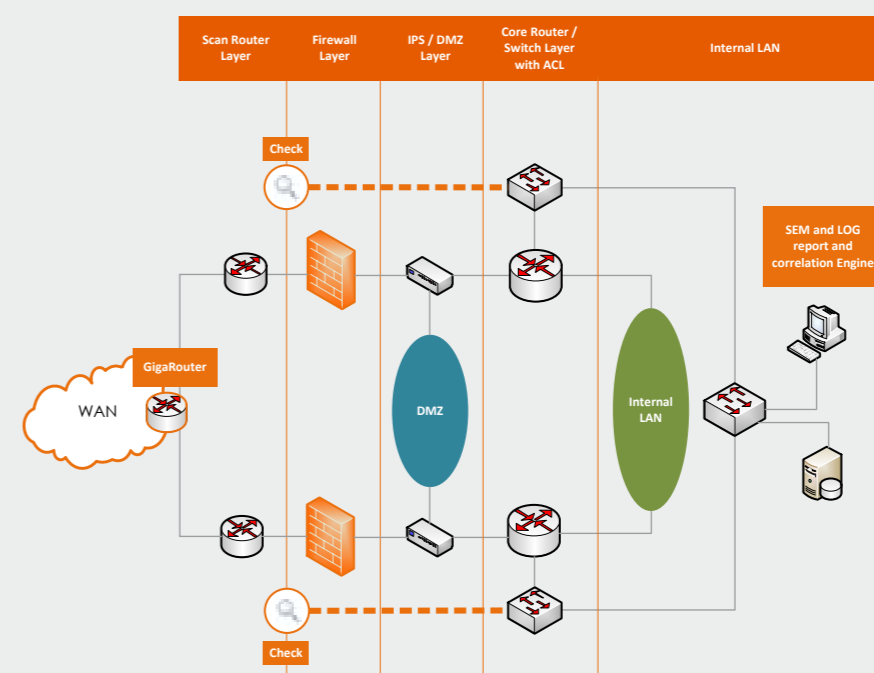 Scan Router
Layer
Firewall
Layer
IPS / DMZ
Layer
Core Router /
Switch Layer
with ACL
Internal LAN
Check
SEM and LOG
report and
correlation Engine
GigaRouter
WAN
DMZ
Internal
LAN
Check